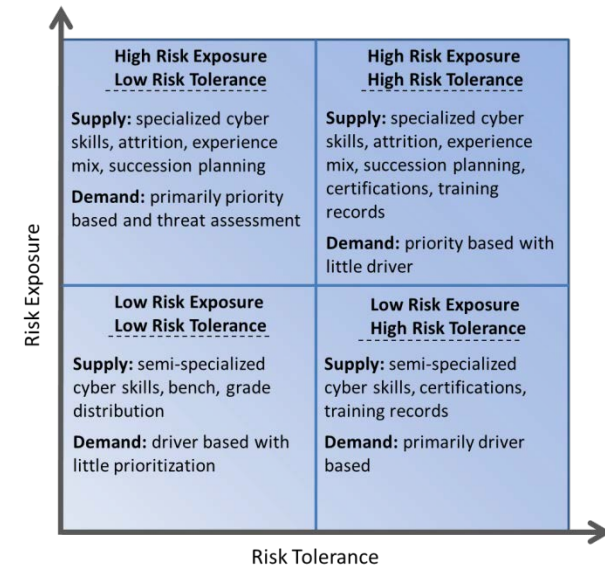 Risk Exposure
High Risk Exposure
Low Risk Tolerance
Supply: specialized cyber
skills, attrition, experience
mix, succession planning
Demand: primarily priority
based and threat assessment
High Risk Exposure
High Risk Tolerance
Supply: specialized cyber
skills, attrition, experience
mix, succession planning,
certifications, training
records
Demand: priority based with
little driver
Low Risk Exposure
Low Risk Tolerance
Supply: semi-specialized
cyber skills, bench, grade
distribution
Demand: driver based with
little prioritization
Low Risk Exposure
High Risk Tolerance
Supply: semi-specialized
cyber skills, certifications,
training records
Demand: primarily driver
based
Risk Tolerance